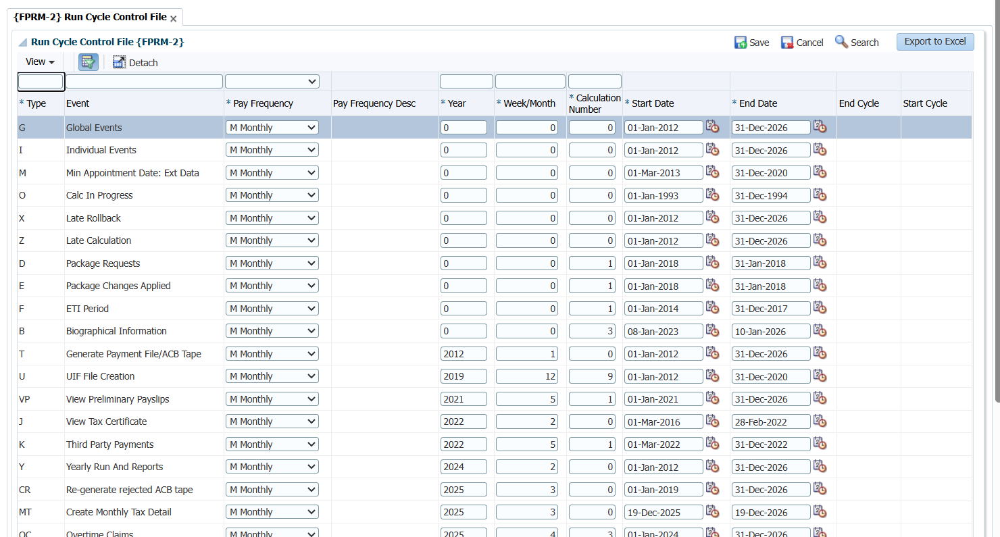 {FPRM-2} Run Cycle Control File
Run Cycle Control File {FPRM-2} Save Cancel Search Export to Excel
View Detach
* Type Event * Pay Frequency Pay Frequency Desc * Year * Week/Month * Calculation Number * Start Date * End Date End Cycle Start Cycle
G Global Events M Monthly 0 0 0 01-Jan-2012 31-Dec-2026
I Individual Events M Monthly 0 0 0 01-Jan-2012 31-Dec-2026
M Min Appointment Date: Ext Data M Monthly 0 0 0 01-Mar-2013 31-Dec-2020
O Calc In Progress M Monthly 0 0 0 01-Jan-1993 31-Dec-1994
X Late Rollback M Monthly 0 0 0 01-Jan-2012 31-Dec-2026
Z Late Calculation M Monthly 0 0 0 01-Jan-2012 31-Dec-2026
D Package Requests M Monthly 0 0 1 01-Jan-2018 31-Jan-2018
E Package Changes Applied M Monthly 0 0 1 01-Jan-2018 31-Jan-2018
F ETI Period M Monthly 0 0 1 01-Jan-2014 31-Dec-2017
B Biographical Information M Monthly 0 0 3 08-Jan-2023 10-Jan-2026
T Generate Payment File/ACB Tape M Monthly 2012 1 0 01-Jan-2012 31-Dec-2026
U UIF File Creation M Monthly 2019 12 9 01-Jan-2012 31-Dec-2020
VP View Preliminary Payslips M Monthly 2021 5 1 01-Jan-2021 31-Dec-2026
J View Tax Certificate M Monthly 2022 2 0 01-Mar-2016 28-Feb-2022
K Third Party Payments M Monthly 2022 5 1 01-Mar-2022 31-Dec-2022
Y Yearly Run And Reports M Monthly 2024 2 0 01-Jan-2012 31-Dec-2026
CR Re-generate rejected ACB tape M Monthly 2025 3 0 01-Jan-2019 31-Dec-2026
MT Create Monthly Tax Detail M Monthly 2025 3 0 19-Dec-2025 19-Dec-2026
OC Overtime Claims M Monthly 2025 4 3 01-Jan-2024 31-Dec-2026